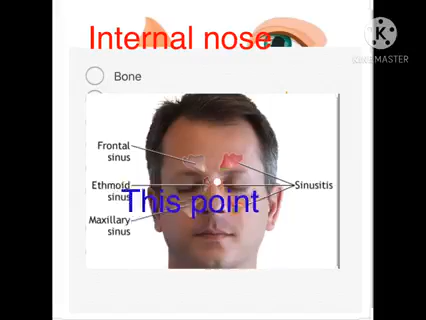 Internal nose
K
KINEMASTER
Bone
Frontal
sinus
Ethmoid
sinus
This point
Sinusitis
Maxillary
sinus